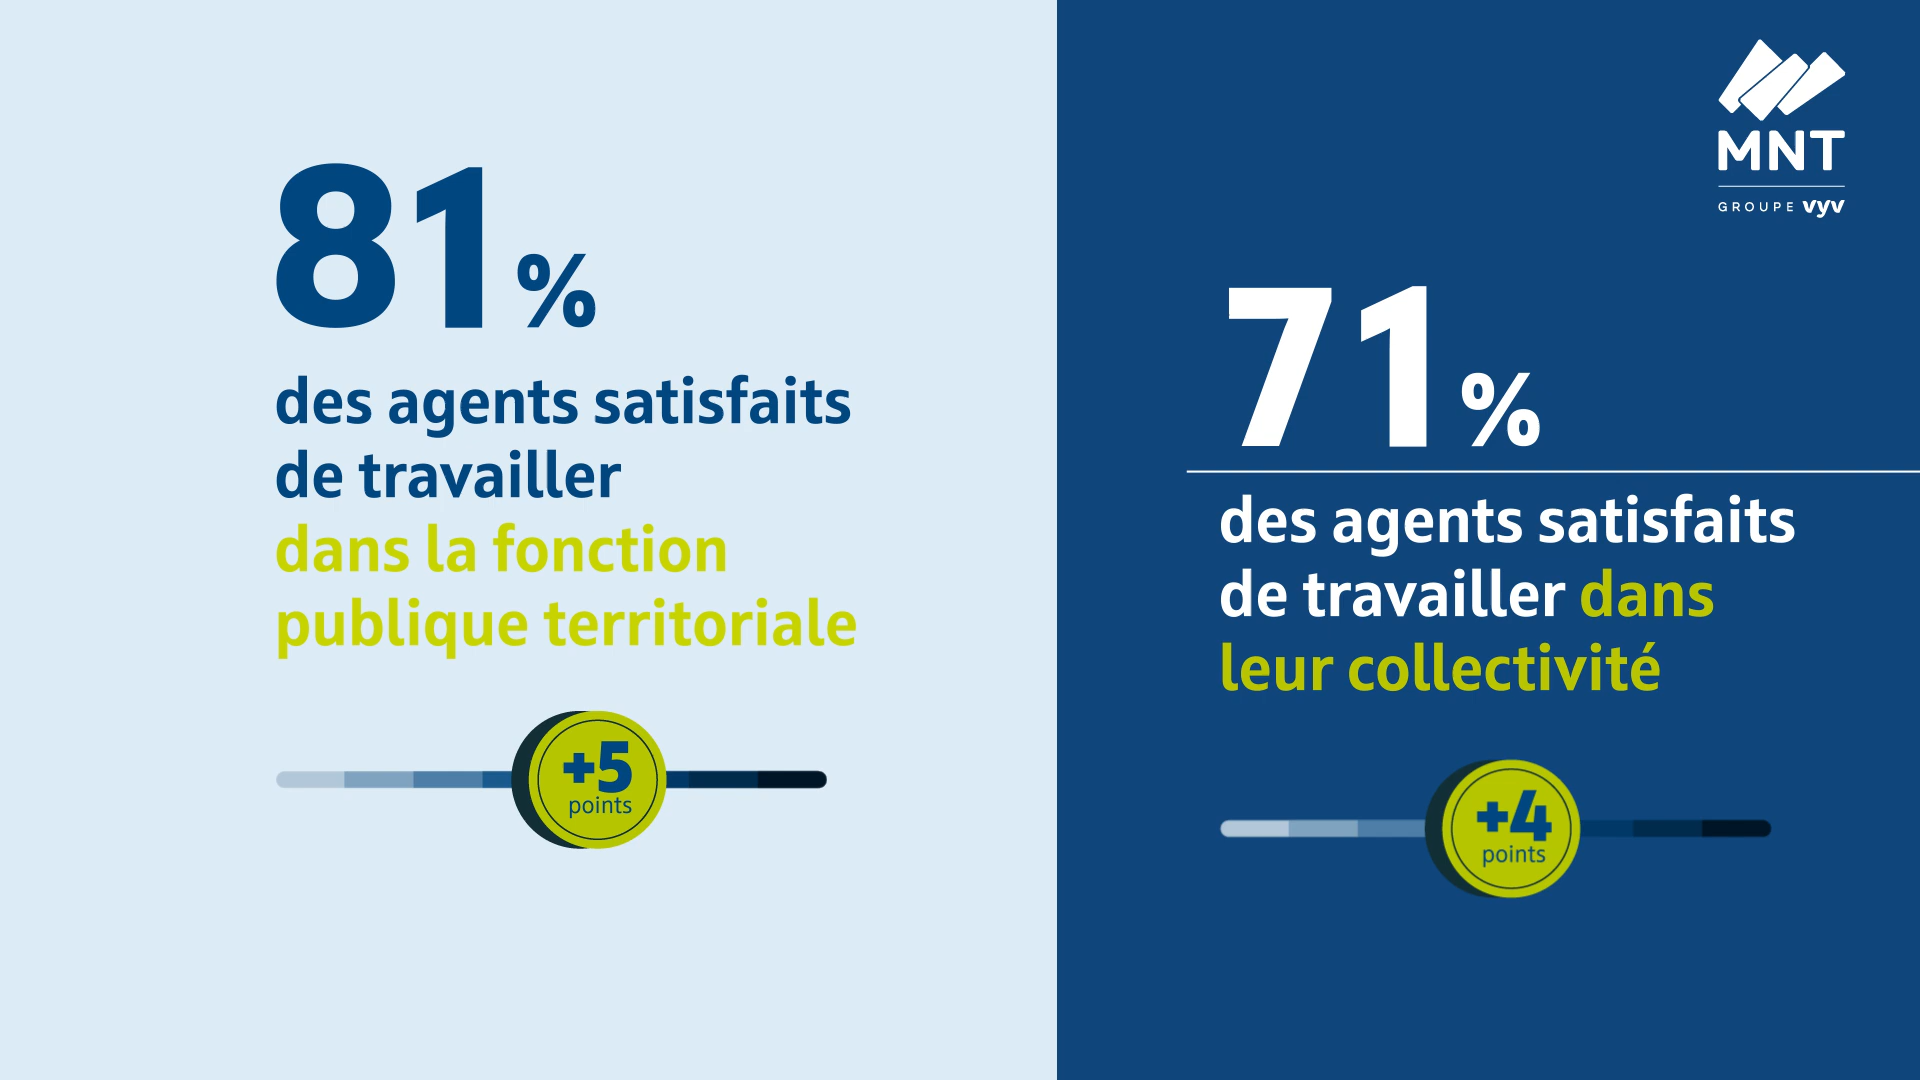 81%
des agents satisfaits
de travailler
dans la fonction
publique territoriale
+5
points
MNT
GROUPE vyv
71%
des agents satisfaits
de travailler dans
leur collectivité
+4
points